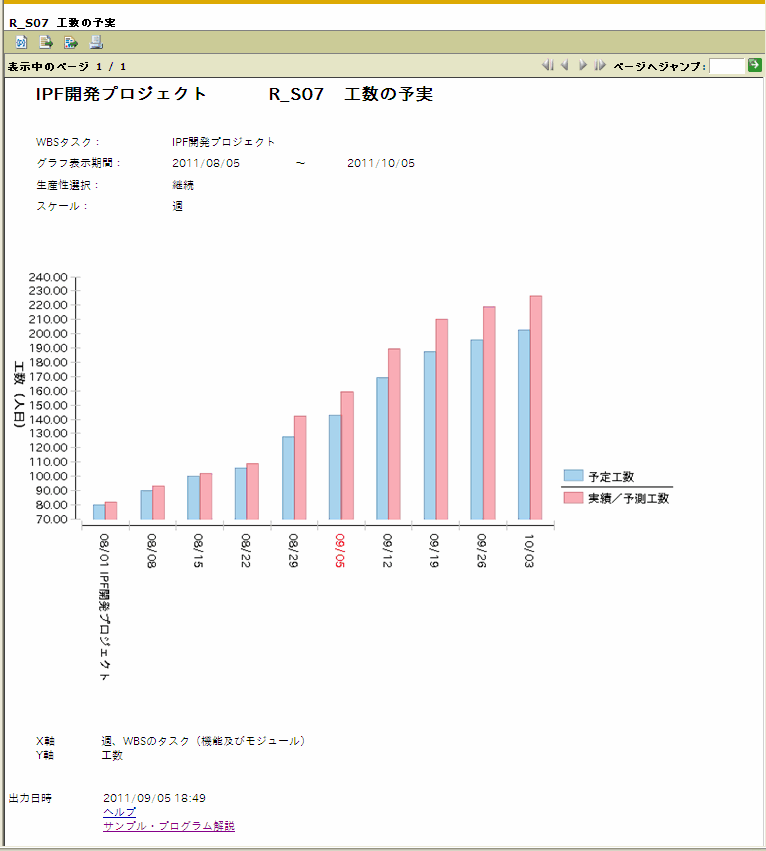 R_S07 工数の予実
表示中のページ 1 / 1
ページへジャンプ:
IPF開発プロジェクト R_S07 工数の予実
WBSタスク： IPF開発プロジェクト
グラフ表示期間： 2011/08/05 ～ 2011/10/05
生産性選択： 継続
スケール： 週
240.00
230.00
220.00
210.00
200.00
190.00
180.00
170.00
160.00
150.00
140.00
130.00
120.00
110.00
100.00
90.00
80.00
70.00
工数（人日）
予定工数
実績／予測工数
08/01 IPF開発プロジェクト
08/08
08/15
08/22
08/29
09/05
09/12
09/19
09/26
10/03
X軸 週、WBSのタスク（機能及びモジュール）
Y軸 工数
出力日時 2011/09/05 18:49
ヘルプ
サンプル・プログラム解説